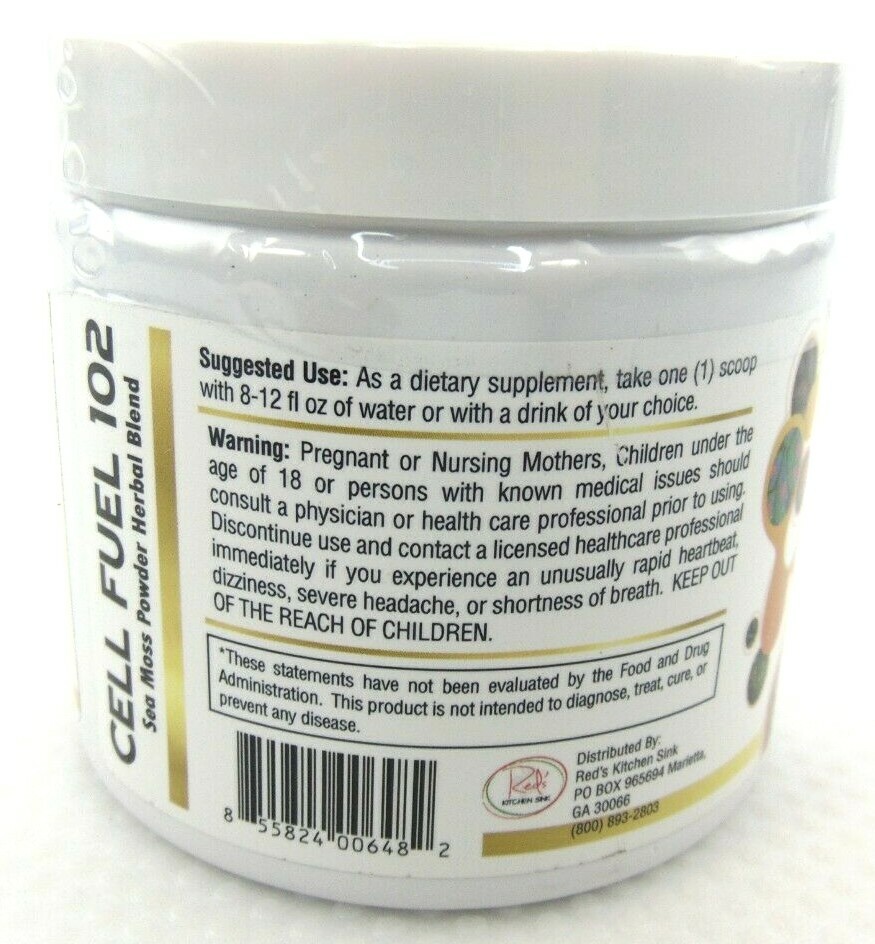 CELL FUEL 102
Sea Moss Powder Herbal Blend
Suggested Use: As a dietary supplement, take one (1) scoop
with 8-12 fl oz of water or with a drink of your choice.
Warning: Pregnant or Nursing Mothers, Children under the
age of 18 or persons with known medical issues should
consult a physician or health care professional prior to using.
Discontinue use and contact a licensed healthcare professional
immediately if you experience an unusually rapid heartbeat,
dizziness, severe headache, or shortness of breath. KEEP OUT
OF THE REACH OF CHILDREN.
*These statements have not been evaluated by the Food and Drug
Administration. This product is not intended to diagnose, treat, cure, or
prevent any disease.
8 55824 00648 2
Red's
KITCHEN SINK
Distributed By:
Red's Kitchen Sink
PO BOX 965694 Marietta,
GA 30066
(800) 893-2803